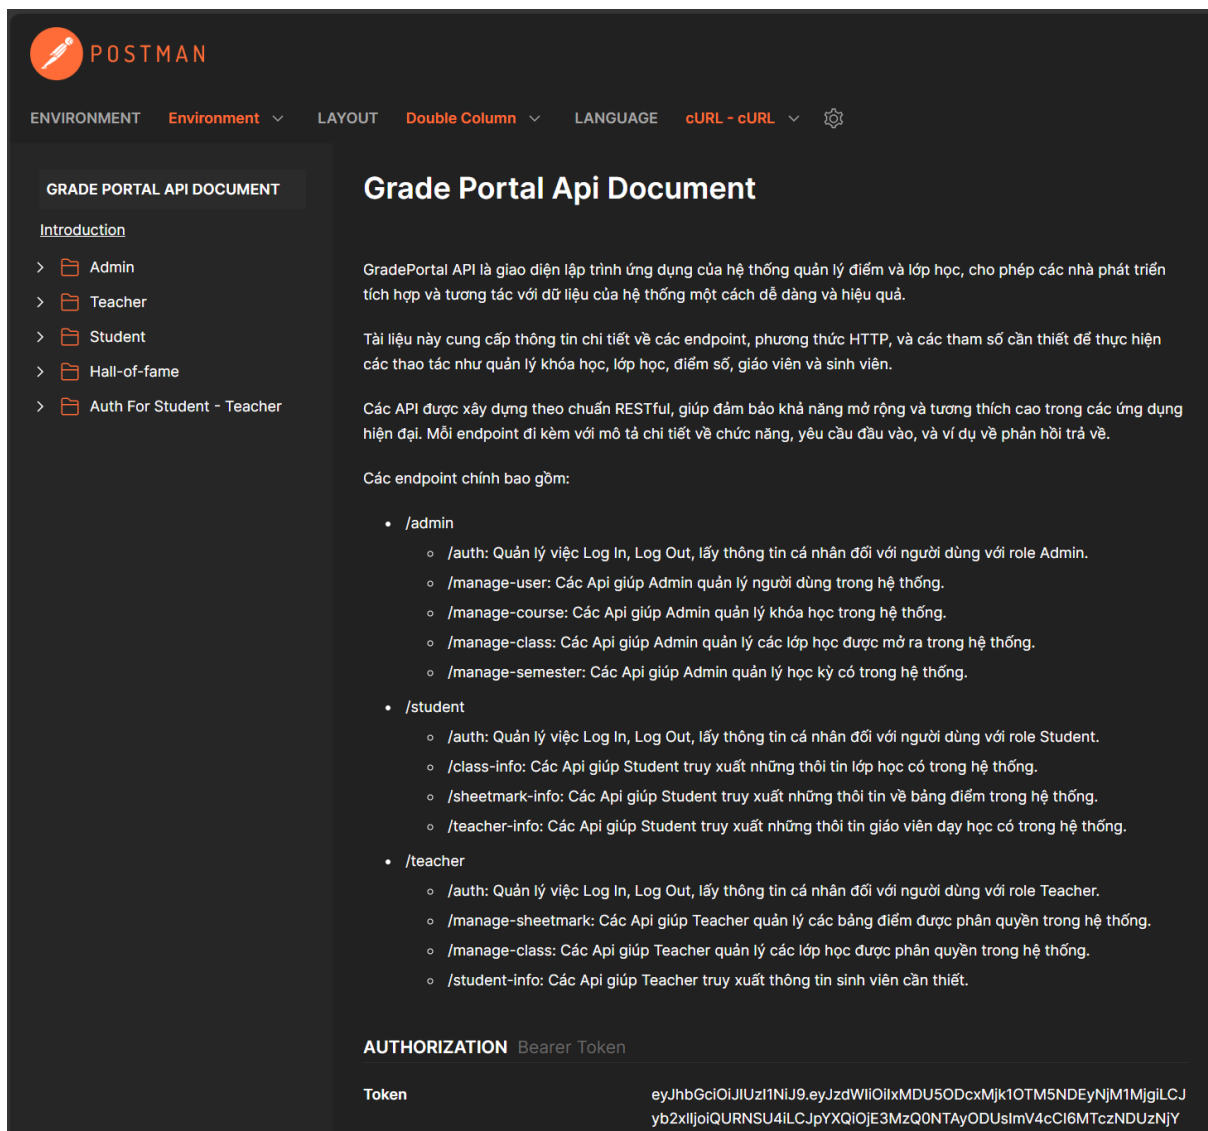 POSTMAN
ENVIRONMENT Environment LAYOUT Double Column LANGUAGE cURL - cURL
GRADE PORTAL API DOCUMENT
Introduction
Admin
Teacher
Student
Hall-of-fame
Auth For Student - Teacher
Grade Portal Api Document
GradePortal API là giao diện lập trình ứng dụng của hệ thống quản lý điểm và lớp học, cho phép các nhà phát triển
tích hợp và tương tác với dữ liệu của hệ thống một cách dễ dàng và hiệu quả.
Tài liệu này cung cấp thông tin chi tiết về các endpoint, phương thức HTTP, và các tham số cần thiết để thực hiện
các thao tác như quản lý khóa học, lớp học, điểm số, giáo viên và sinh viên.
Các API được xây dựng theo chuẩn RESTful, giúp đảm bảo khả năng mở rộng và tương thích cao trong các ứng dụng
hiện đại. Mỗi endpoint đi kèm với mô tả chi tiết về chức năng, yêu cầu đầu vào, và ví dụ về phản hồi trả về.
Các endpoint chính bao gồm:
• /admin
◦ /auth: Quản lý việc Log In, Log Out, lấy thông tin cá nhân đối với người dùng với role Admin.
◦ /manage-user: Các Api giúp Admin quản lý người dùng trong hệ thống.
◦ /manage-course: Các Api giúp Admin quản lý khóa học trong hệ thống.
◦ /manage-class: Các Api giúp Admin quản lý các lớp học được mở ra trong hệ thống.
◦ /manage-semester: Các Api giúp Admin quản lý học kỳ có trong hệ thống.
• /student
◦ /auth: Quản lý việc Log In, Log Out, lấy thông tin cá nhân đối với người dùng với role Student.
◦ /class-info: Các Api giúp Student truy xuất những thôi tin lớp học có trong hệ thống.
◦ /sheetmark-info: Các Api giúp Student truy xuất những thôi tin về bảng điểm trong hệ thống.
◦ /teacher-info: Các Api giúp Student truy xuất những thôi tin giáo viên dạy học có trong hệ thống.
• /teacher
◦ /auth: Quản lý việc Log In, Log Out, lấy thông tin cá nhân đối với người dùng với role Teacher.
◦ /manage-sheetmark: Các Api giúp Teacher quản lý các bảng điểm được phân quyền trong hệ thống.
◦ /manage-class: Các Api giúp Teacher quản lý các lớp học được phân quyền trong hệ thống.
◦ /student-info: Các Api giúp Teacher truy xuất thông tin sinh viên cần thiết.
AUTHORIZATION Bearer Token
Token eyJhbGciOiJIUzI1NiJ9.eyJzdWIiOiIxMDU5ODcxMjk1OTM5NDEyNjM1MjgiLCJ
yb2xlIjoiQURNSU4iLCJpYXQiOjE3MzQ0NTAyODUsImV4cCI6MTczNDUzNjY